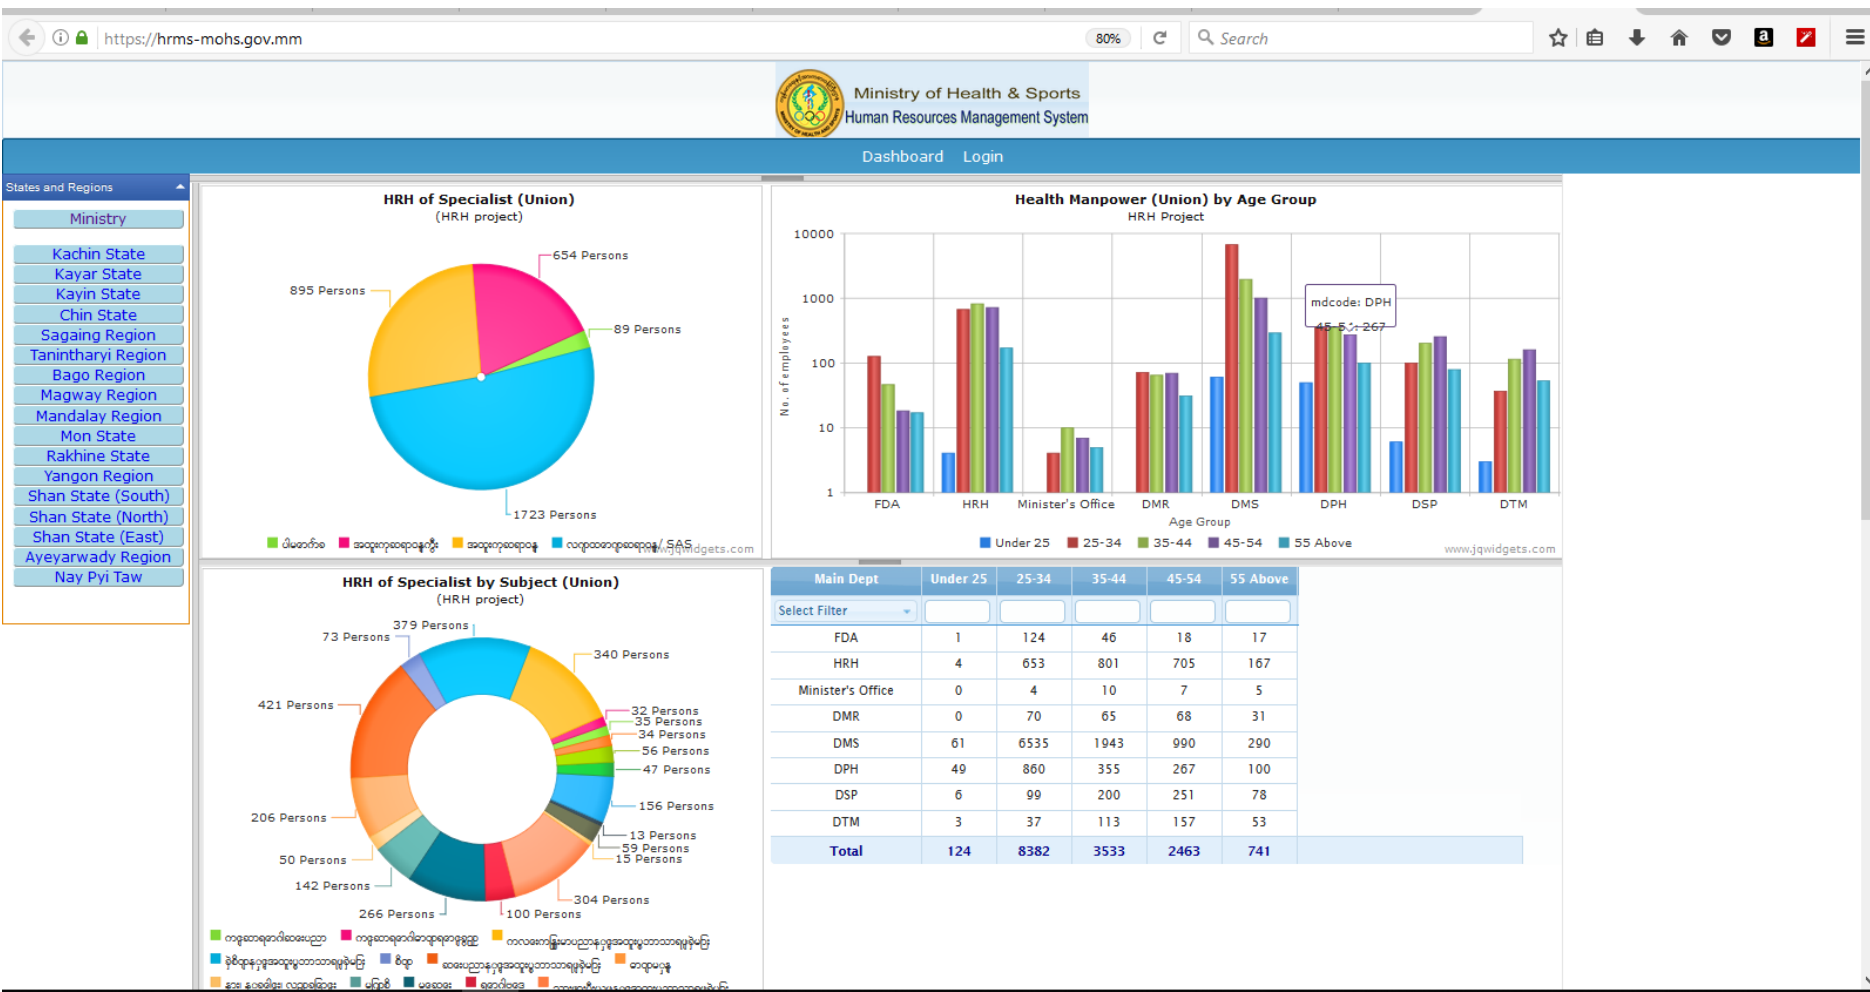 https://hrms-mohs.gov.mm
80%
Search
Ministry of Health & Sports
Human Resources Management System
Dashboard Login
States and Regions
Ministry
Kachin State
Kayar State
Kayin State
Chin State
Sagaing Region
Tanintharyi Region
Bago Region
Magway Region
Mandalay Region
Mon State
Rakhine State
Yangon Region
Shan State (South)
Shan State (North)
Shan State (East)
Ayeyarwady Region
Nay Pyi Taw
HRH of Specialist (Union)
(HRH project)
654 Persons
895 Persons
89 Persons
1723 Persons
SAS
www.jqwidgets.com
Health Manpower (Union) by Age Group
HRH Project
No. of employees
10000
1000
100
10
1
mdcode: DPH
45-54: 267
FDA HRH Minister's Office DMR DMS DPH DSP DTM
Age Group
Under 25 25-34 35-44 45-54 55 Above
www.jqwidgets.com
HRH of Specialist by Subject (Union)
(HRH project)
379 Persons
73 Persons
340 Persons
421 Persons
32 Persons
35 Persons
34 Persons
56 Persons
47 Persons
156 Persons
206 Persons
13 Persons
59 Persons
15 Persons
50 Persons
142 Persons
304 Persons
266 Persons
100 Persons
Main Dept Under 25 25-34 35-44 45-54 55 Above
Select Filter
FDA 1 124 46 18 17
HRH 4 653 801 705 167
Minister's Office 0 4 10 7 5
DMR 0 70 65 68 31
DMS 61 6535 1943 990 290
DPH 49 860 355 267 100
DSP 6 99 200 251 78
DTM 3 37 113 157 53
Total 124 8382 3533 2463 741